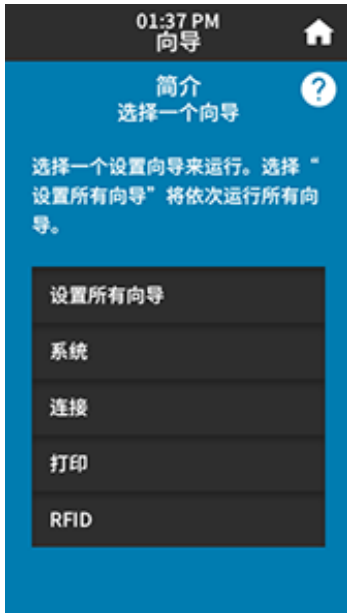 01:37 PM
向导
简介
选择一个向导
选择一个设置向导来运行。选择“
设置所有向导”将依次运行所有向
导。
设置所有向导
系统
连接
打印
RFID